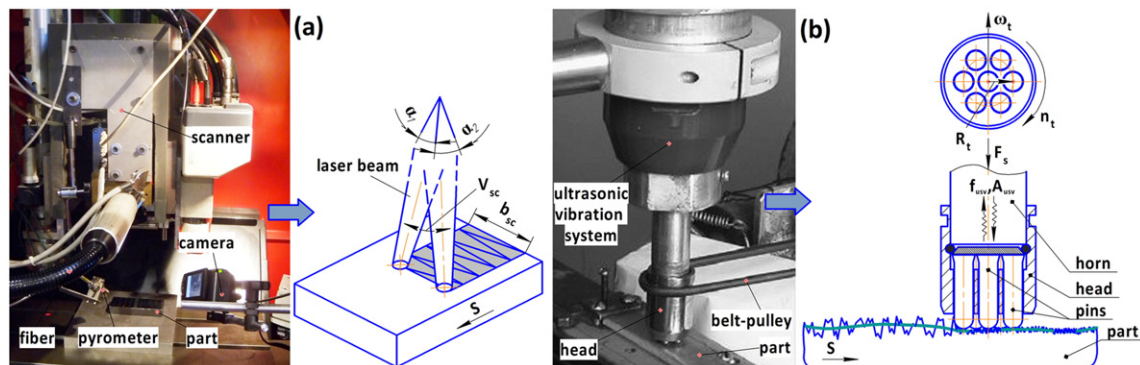 (a)
scanner
camera
fiber
pyrometer
part
α₁
α₂
laser beam
Vsc
bsc
S
ultrasonic
vibration
system
belt-pulley
head
part
(b)
ωt
nt
Rt
Fs
fusv, Ausv
horn
head
pins
part
S